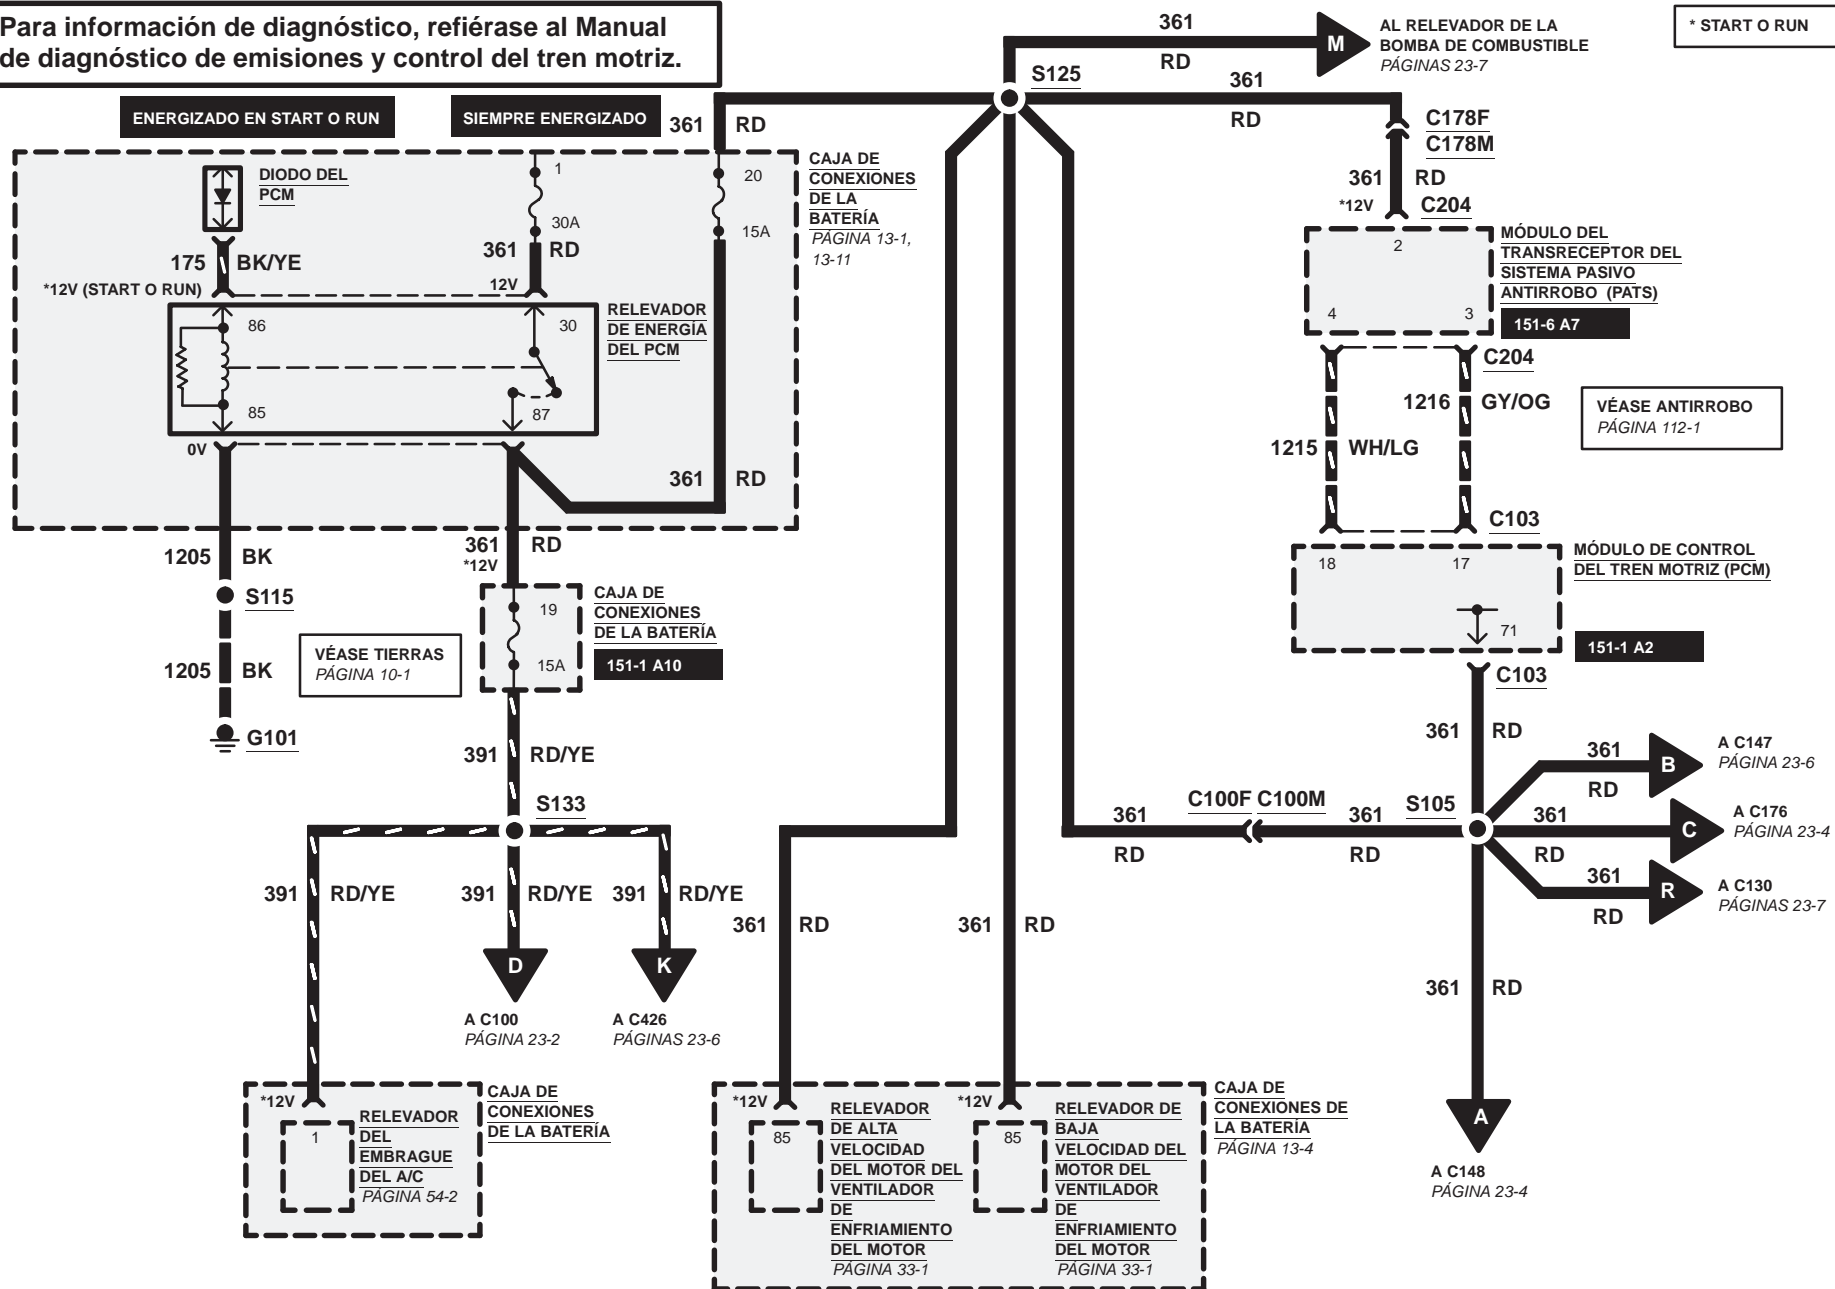 Para información de diagnóstico, refiérase al Manual
de diagnóstico de emisiones y control del tren motriz.
361
RD
M
AL RELEVADOR DE LA
BOMBA DE COMBUSTIBLE
PÁGINAS 23-7
* START O RUN
S125
361
RD
ENERGIZADO EN START O RUN
SIEMPRE ENERGIZADO
361 RD
C178F
C178M
361 RD
*12V
C204
DIODO DEL
PCM
1
30A
20
15A
CAJA DE
CONEXIONES
DE LA
BATERÍA
PÁGINA 13-1,
13-11
175 BK/YE
361 RD
*12V (START O RUN)
12V
86
30
85
87
RELEVADOR
DE ENERGÍA
DEL PCM
0V
361 RD
2
4
3
MÓDULO DEL
TRANSRECEPTOR DEL
SISTEMA PASIVO
ANTIRROBO (PATS)
151-6 A7
C204
1216 GY/OG
1215 WH/LG
VÉASE ANTIRROBO
PÁGINA 112-1
C103
18
17
71
MÓDULO DE CONTROL
DEL TREN MOTRIZ (PCM)
151-1 A2
C103
1205 BK
S115
1205 BK
G101
VÉASE TIERRAS
PÁGINA 10-1
361 RD
*12V
19
15A
CAJA DE
CONEXIONES
DE LA BATERÍA
151-1 A10
391 RD/YE
S133
391 RD/YE
391 RD/YE
391 RD/YE
D
K
A C100
PÁGINA 23-2
A C426
PÁGINAS 23-6
361 RD
361 RD
361
RD
C100F C100M
361
RD
S105
361 RD
361
RD
B
A C147
PÁGINA 23-6
361
RD
C
A C176
PÁGINA 23-4
361
RD
R
A C130
PÁGINAS 23-7
361 RD
A
A C148
PÁGINA 23-4
*12V
1
RELEVADOR
DEL
EMBRAGUE
DEL A/C
PÁGINA 54-2
CAJA DE
CONEXIONES
DE LA BATERÍA
*12V
85
RELEVADOR
DE ALTA
VELOCIDAD
DEL MOTOR DEL
VENTILADOR
DE
ENFRIAMIENTO
DEL MOTOR
PÁGINA 33-1
*12V
85
RELEVADOR DE
BAJA
VELOCIDAD DEL
MOTOR DEL
VENTILADOR
DE
ENFRIAMIENTO
DEL MOTOR
PÁGINA 33-1
CAJA DE
CONEXIONES DE
LA BATERÍA
PÁGINA 13-4